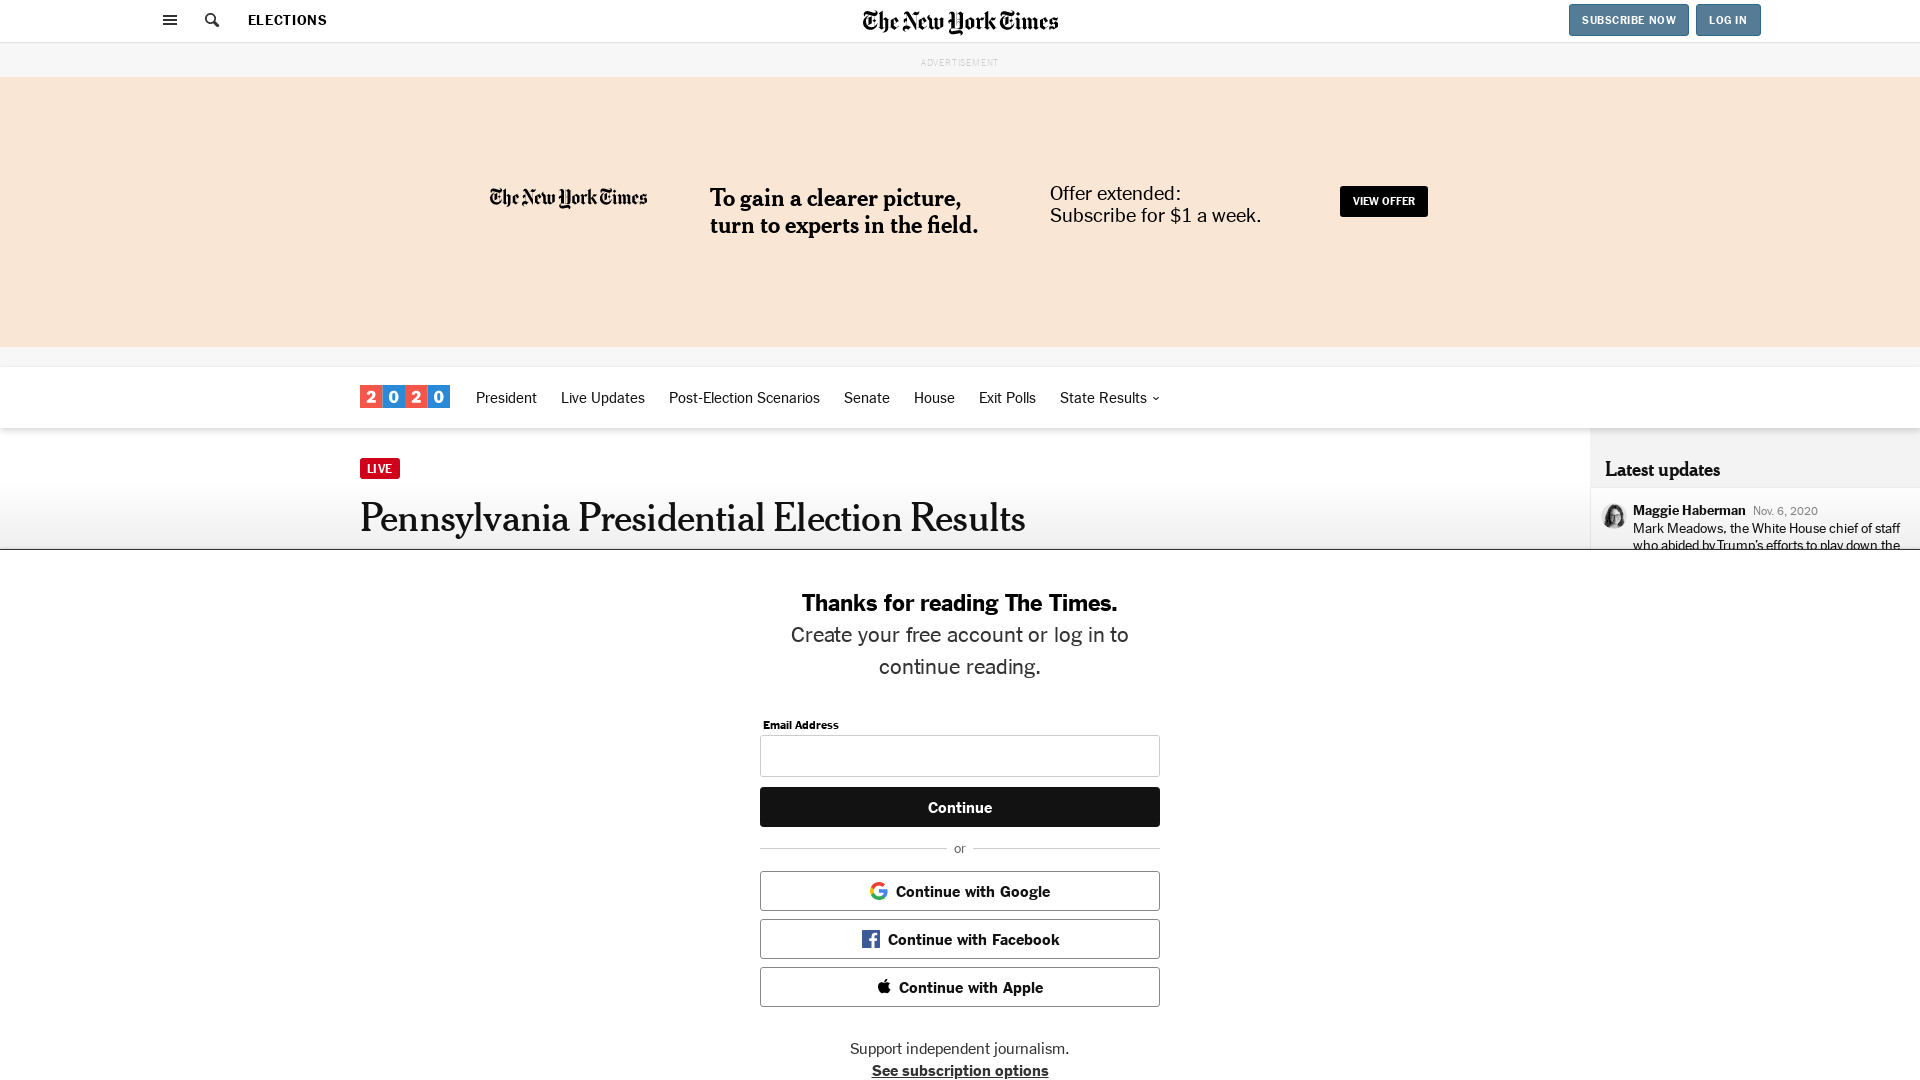 ELECTIONS
The New York Times
SUBSCRIBE NOW
LOG IN
ADVERTISEMENT
The New York Times
To gain a clearer picture,
turn to experts in the field.
Offer extended:
Subscribe for $1 a week.
VIEW OFFER
2020
President
Live Updates
Post-Election Scenarios
Senate
House
Exit Polls
State Results
LIVE
Pennsylvania Presidential Election Results
Latest updates
Maggie Haberman Nov. 6, 2020
Mark Meadows, the White House chief of staff
who abided by Trump's efforts to play down the
Thanks for reading The Times.
Create your free account or log in to
continue reading.
Email Address
Continue
or
Continue with Google
Continue with Facebook
Continue with Apple
Support independent journalism.
See subscription options